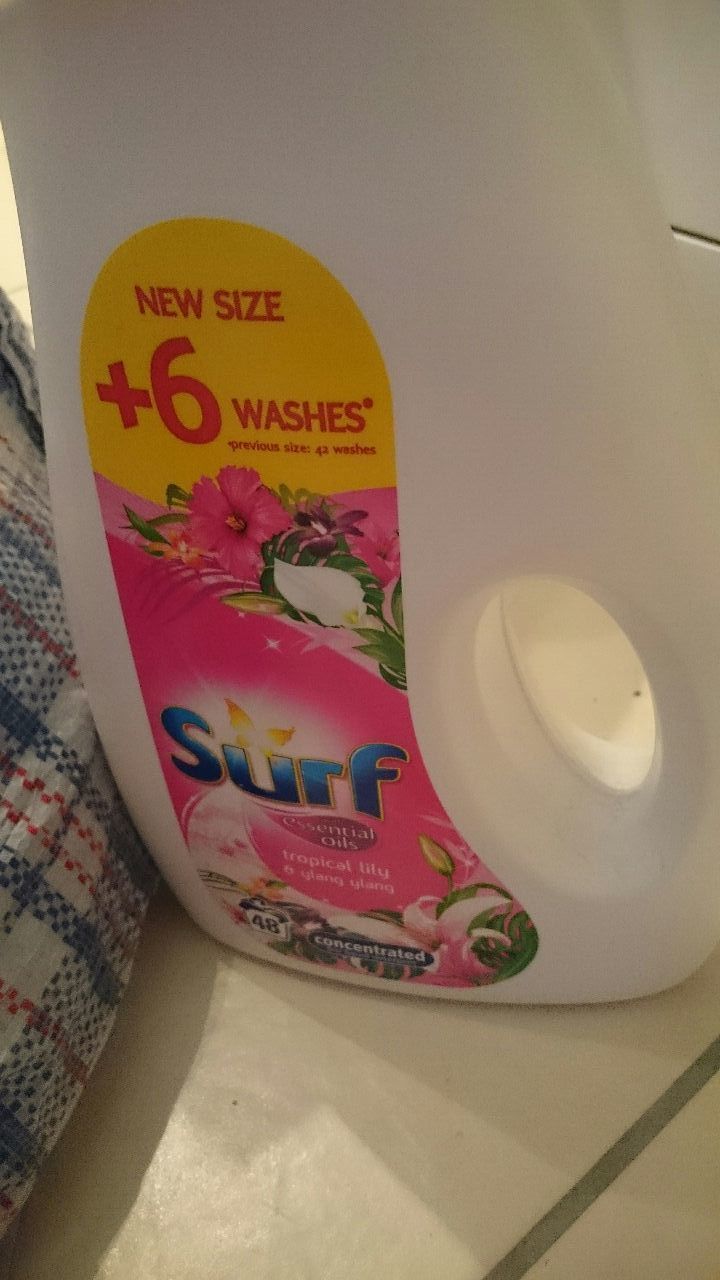 NEW SIZE
+6 WASHES*
*previous size: 42 washes
Surf
essential
oils
tropical lily
& ylang ylang
48
concentrated